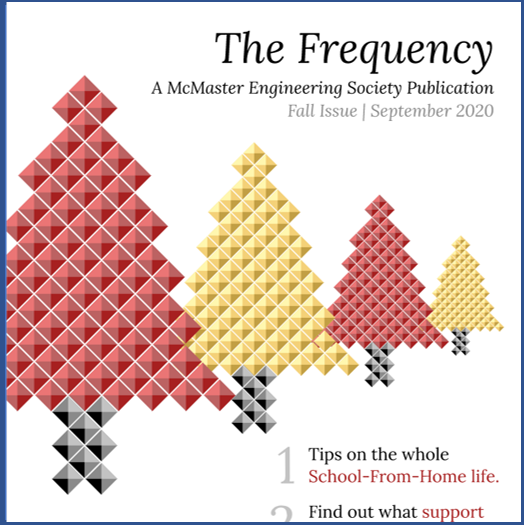 The Frequency
A McMaster Engineering Society Publication
Fall Issue | September 2020
1 Tips on the whole
School-From-Home life.
2 Find out what support